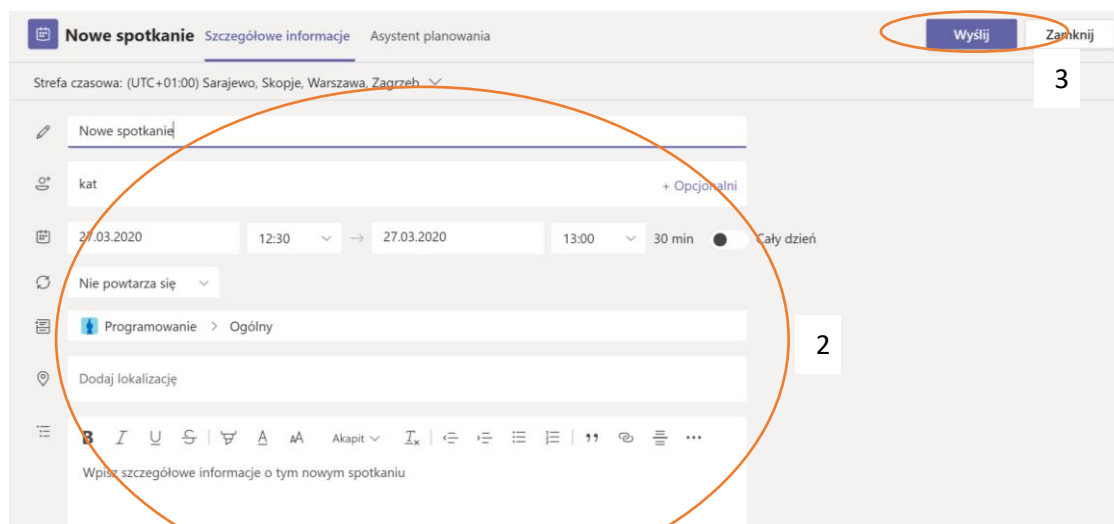 Nowe spotkanie Szczegółowe informacje Asystent planowania Wyślij Zamknij
3
Strefa czasowa: (UTC+01:00) Sarajewo, Skopje, Warszawa, Zagrzeb
Nowe spotkanie
kat + Opcjonalni
27.03.2020 12:30 → 27.03.2020 13:00 30 min Cały dzień
Nie powtarza się
Programowanie > Ogólny
2
Dodaj lokalizację
B I U S A AA Akapit Tx
Wpisz szczegółowe informacje o tym nowym spotkaniu